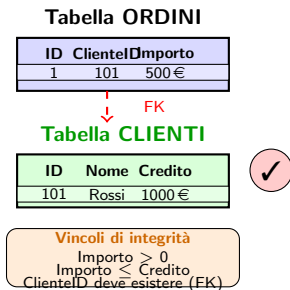 Tabella ORDINI
ID ClienteID Importo
1 101 500 €
FK
Tabella CLIENTI
ID Nome Credito
101 Rossi 1000 €
✓
Vincoli di integrità
Importo > 0
Importo ≤ Credito
ClienteID deve esistere (FK)